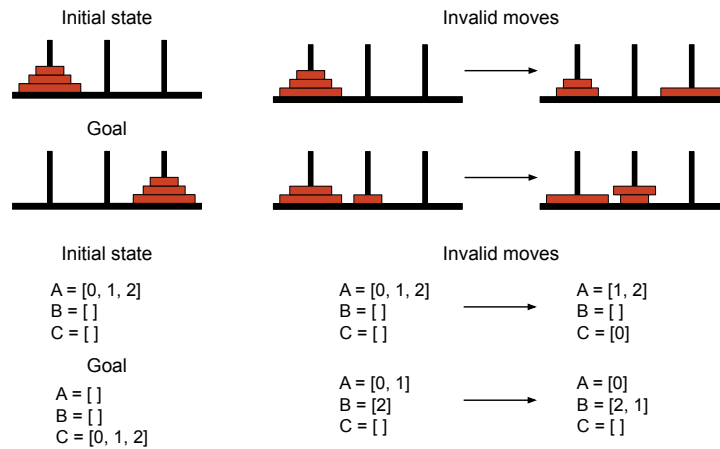 Initial state
Invalid moves
Goal
Initial state
Invalid moves
A = [0, 1, 2]
B = [ ]
C = [ ]
A = [0, 1, 2]
B = [ ]
C = [ ]
A = [1, 2]
B = [ ]
C = [0]
Goal
A = [ ]
B = [ ]
C = [0, 1, 2]
A = [0, 1]
B = [2]
C = [ ]
A = [0]
B = [2, 1]
C = [ ]